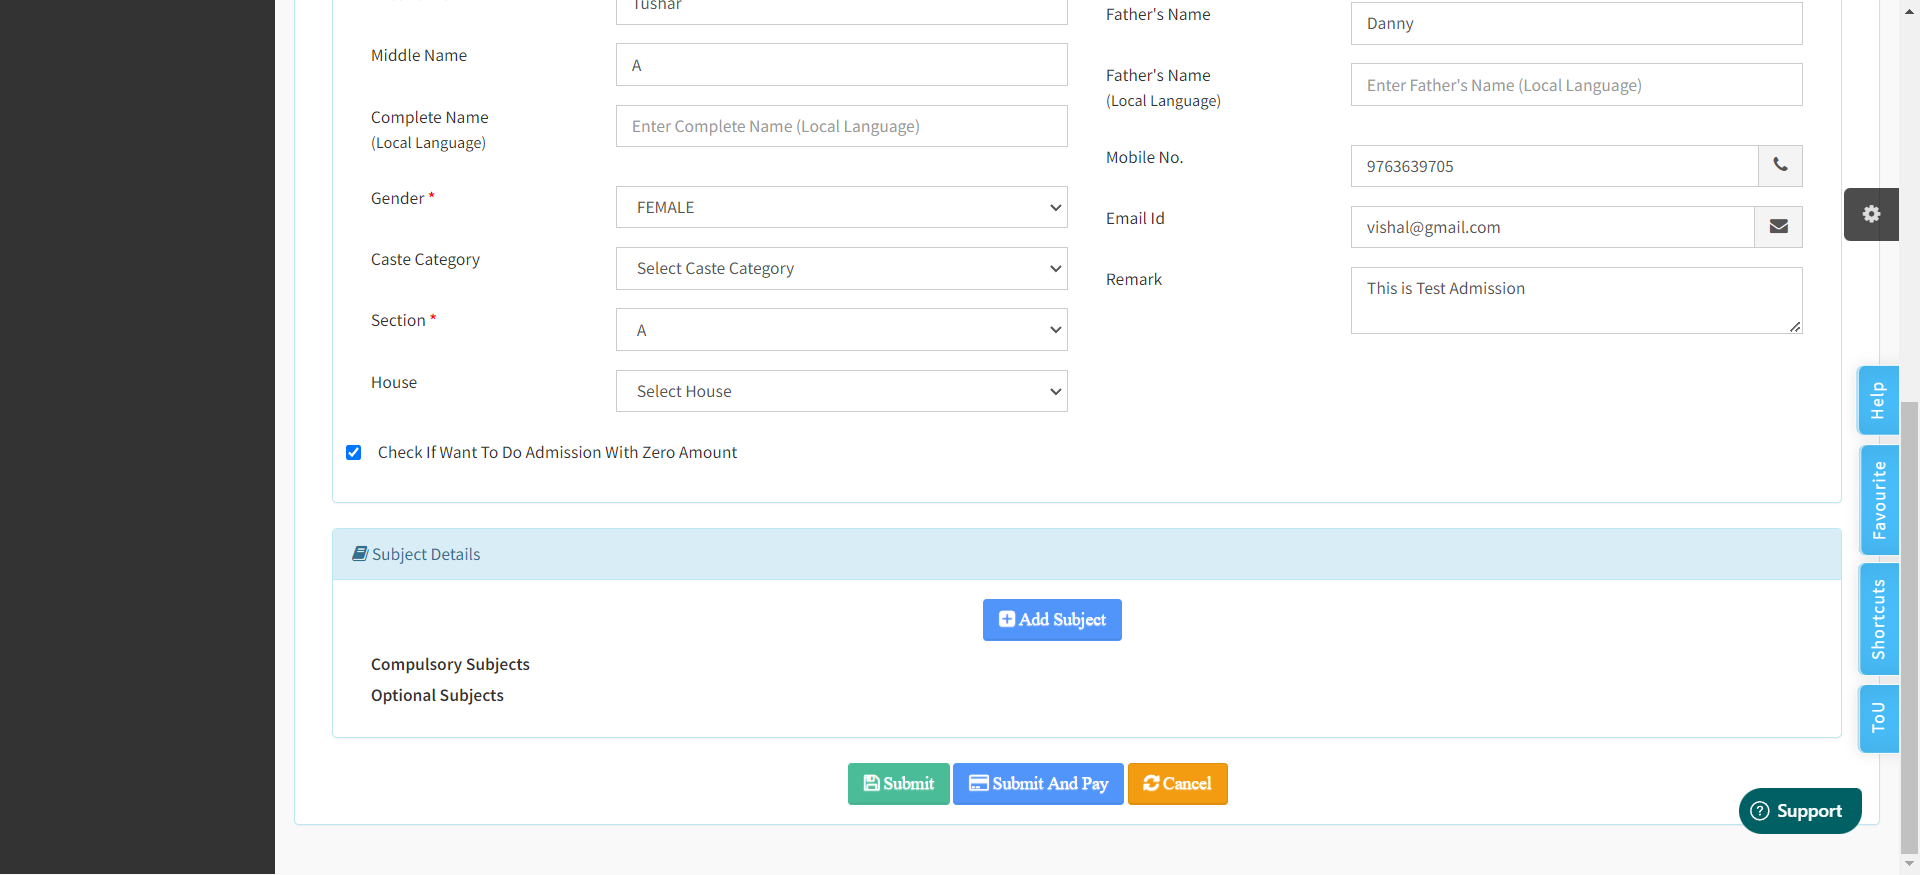 Tushar
Middle Name
A
Complete Name
(Local Language)
Enter Complete Name (Local Language)
Gender *
FEMALE
Caste Category
Select Caste Category
Section *
A
House
Select House
Father's Name
Danny
Father's Name
(Local Language)
Enter Father's Name (Local Language)
Mobile No.
9763639705
Email Id
vishal@gmail.com
Remark
This is Test Admission
Check If Want To Do Admission With Zero Amount
Subject Details
Add Subject
Compulsory Subjects
Optional Subjects
Submit
Submit And Pay
Cancel
Help
Favourite
Shortcuts
ToU
Support